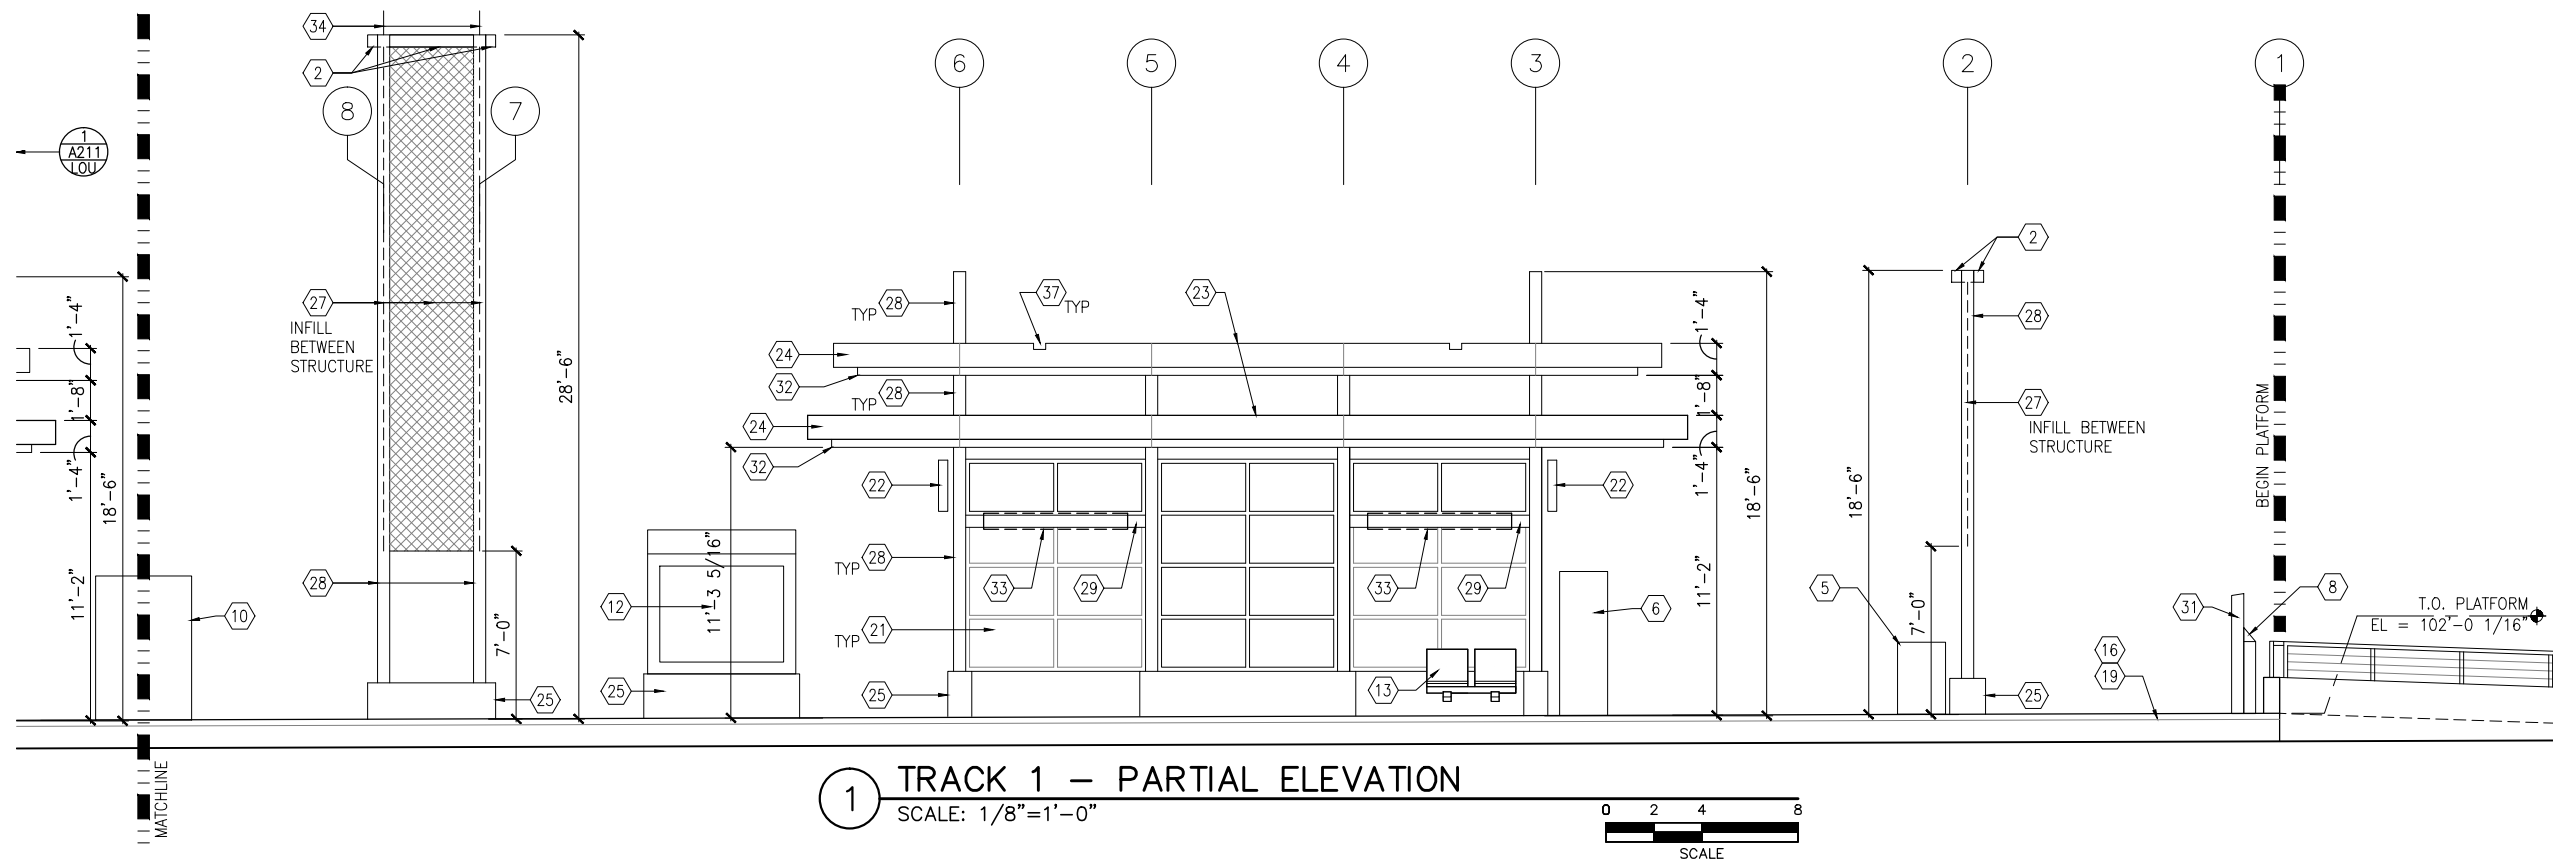 34
2
8
7
6
5
4
3
2
1
1
A211
LOU
28'-6"
27
INFILL
BETWEEN
STRUCTURE
1'-4"
1'-8"
1'-4"
18'-6"
11'-2"
10
28
7'-0"
25
12
25
11'-3 5/16"
TYP 28
37 TYP
23
24
32
TYP 28
24
32
22
22
TYP 28
33
29
33
29
TYP 21
25
13
6
1'-4"
1'-8"
1'-4"
11'-2"
18'-6"
18'-6"
2
28
27
INFILL BETWEEN
STRUCTURE
7'-0"
5
25
16
19
31
8
BEGIN PLATFORM
T.O. PLATFORM
EL = 102'-0 1/16"
MATCHLINE
1
TRACK 1 - PARTIAL ELEVATION
SCALE: 1/8"=1'-0"
0 2 4 8
SCALE